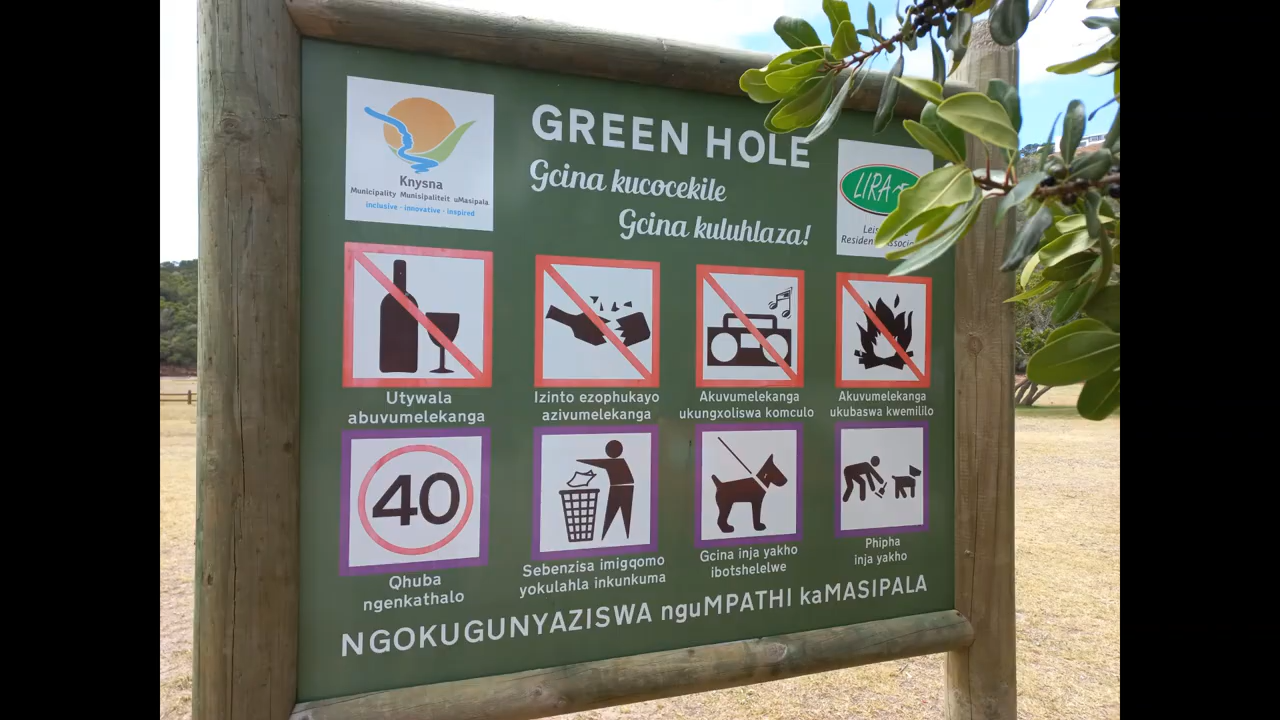 GREEN HOLE
Gcina kucocekile
Gcina kuluhlaza!
Knysna
Municipality Munisipaliteit uMasipala
inclusive - innovative - inspired
LIRA
Utywala
abuvumelekanga
Izinto ezophukayo
azivumelekanga
Akuvumelekanga
ukungxoliswa komculo
Akuvumelekanga
ukubaswa kwemililo
40
Qhuba
ngenkathalo
Sebenzisa imigqomo
yokulahla inkunkuma
Gcina inja yakho
ibotshelelwe
Phipha
inja yakho
NGOKUGUNYAZISWA nguMPATHI kaMASIPALA